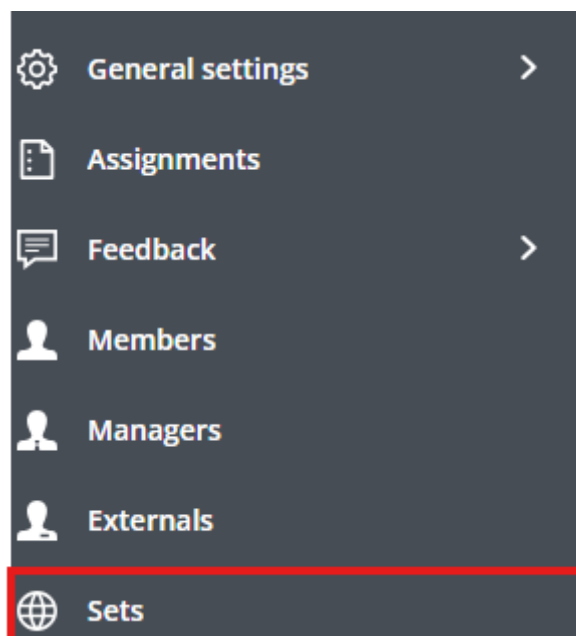 General settings
Assignments
Feedback
Members
Managers
Externals
Sets